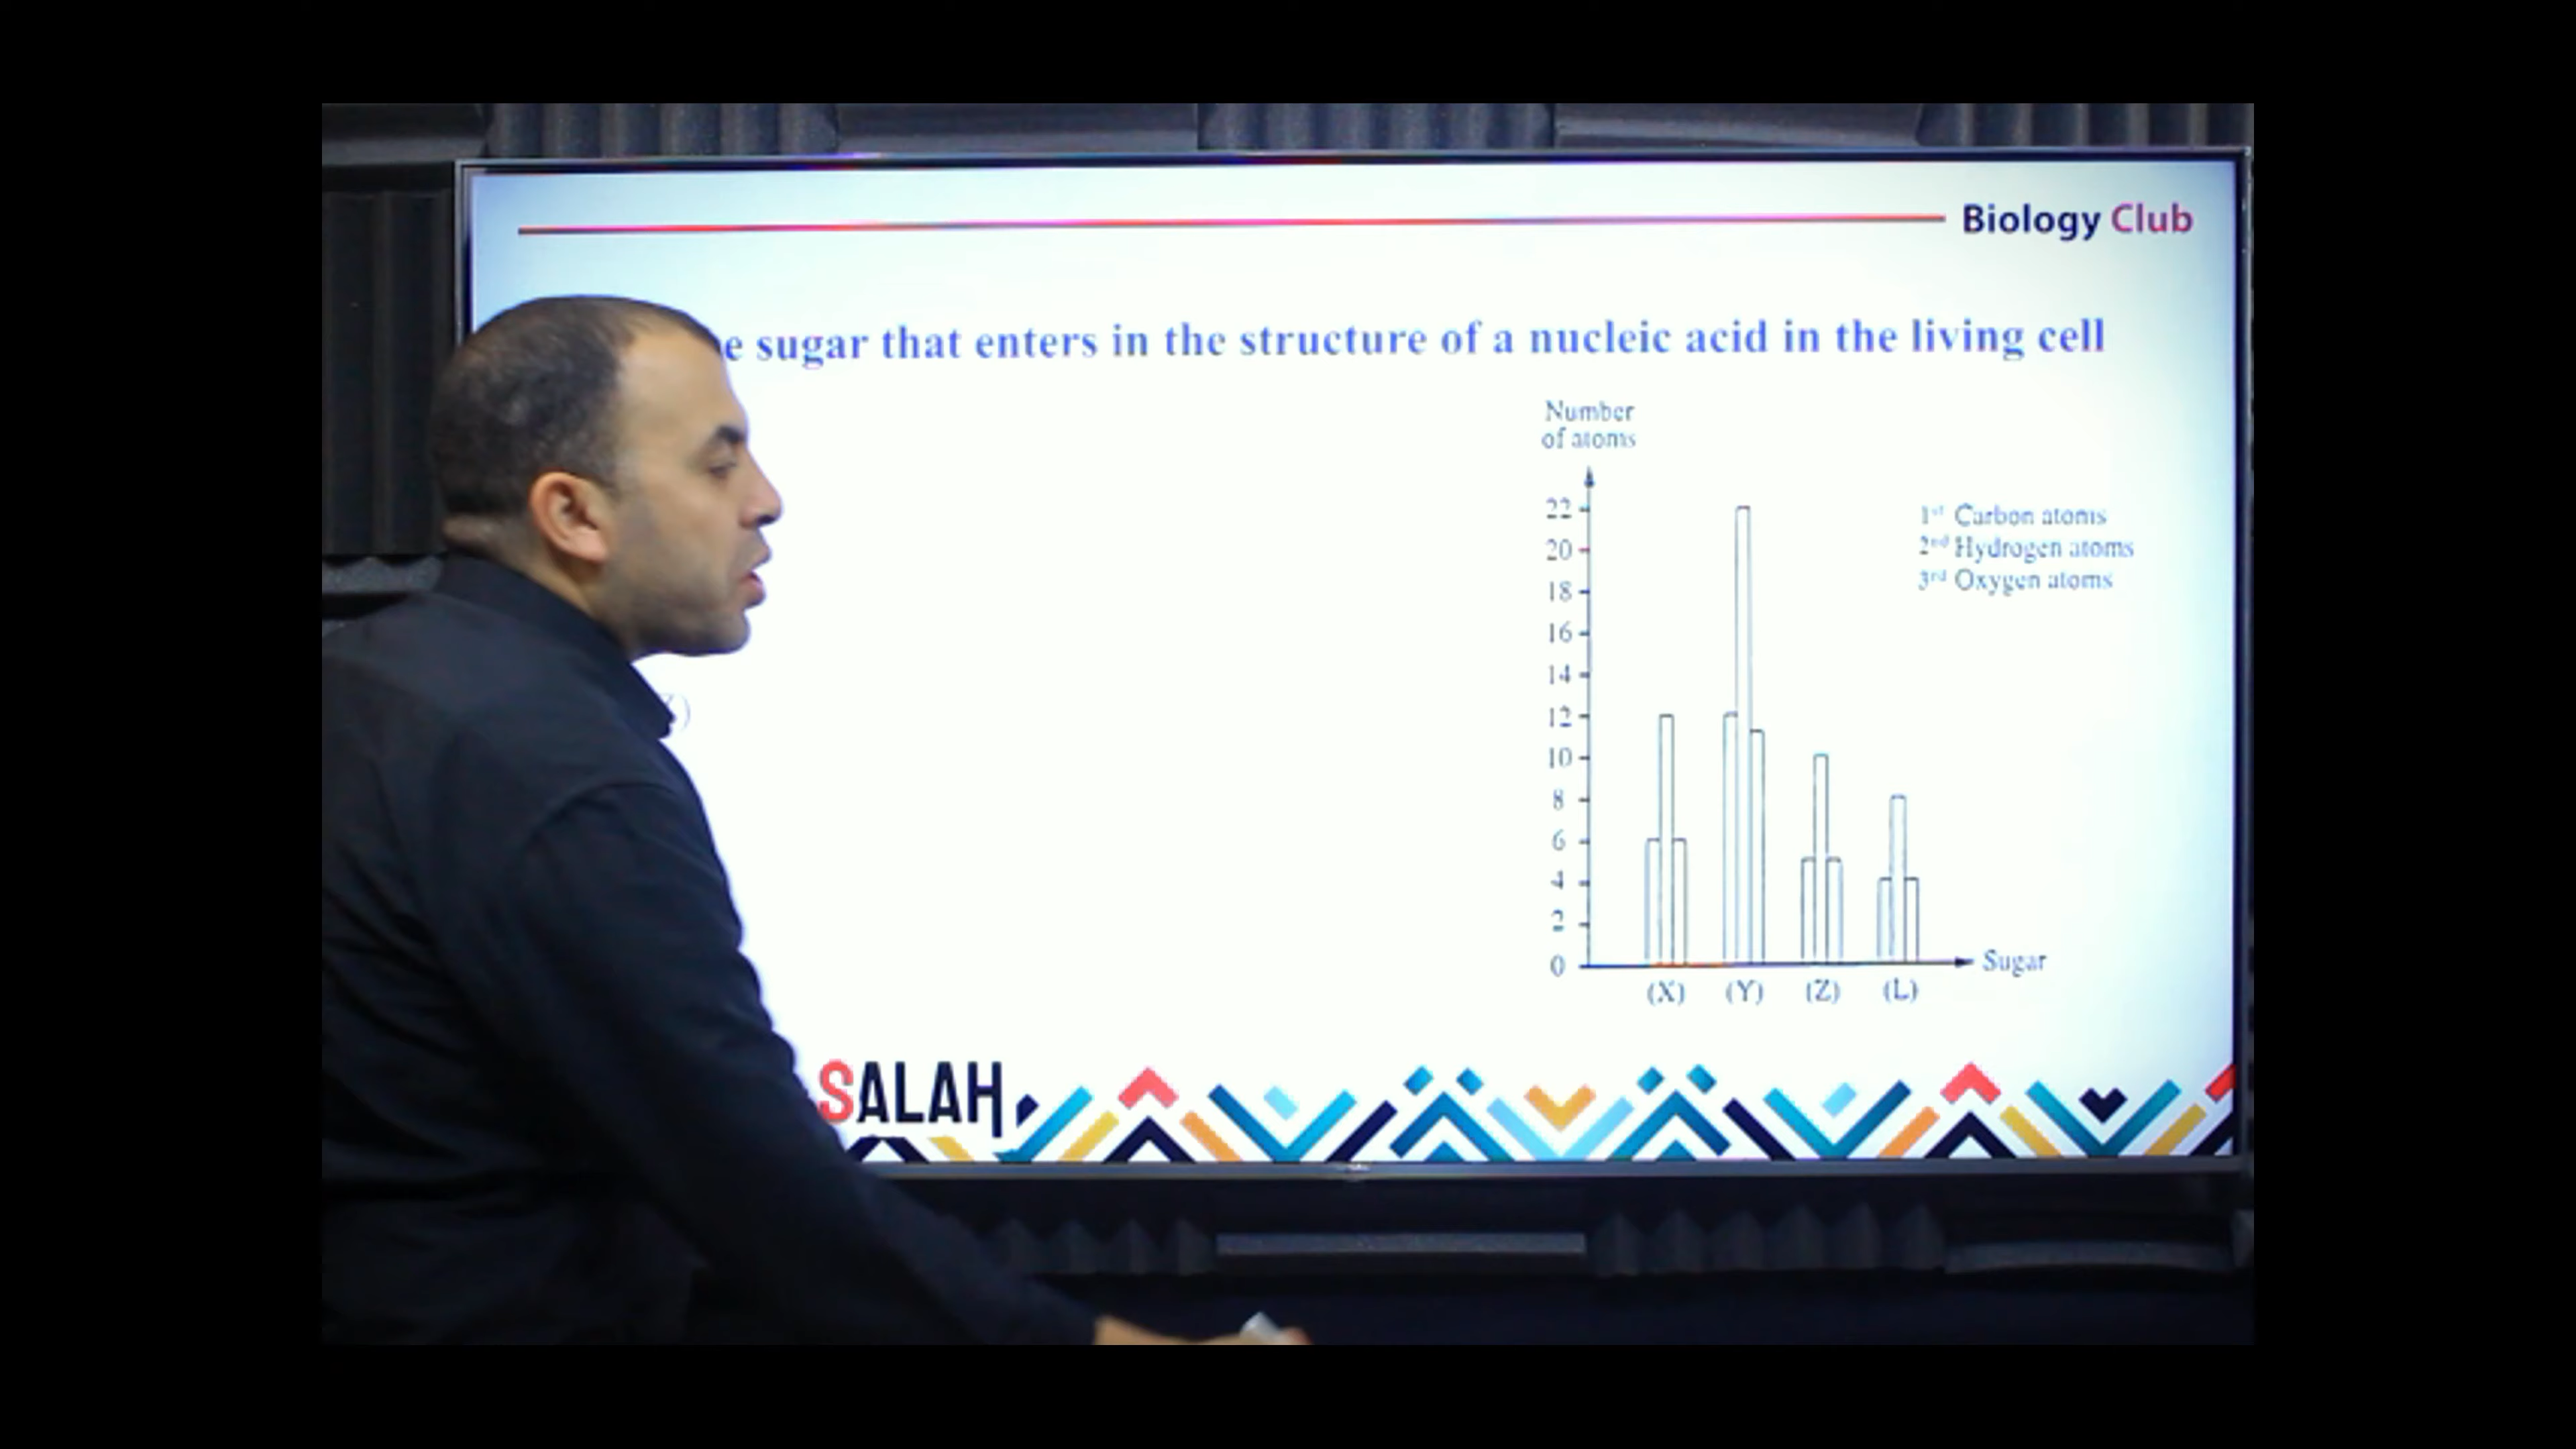 Biology Club
sugar that enters in the structure of a nucleic acid in the living cell
Number
of atoms
22
20
18
16
14
12
10
8
6
4
2
0
1st Carbon atoms
2nd Hydrogen atoms
3rd Oxygen atoms
Sugar
(X) (Y) (Z) (L)
SALAH